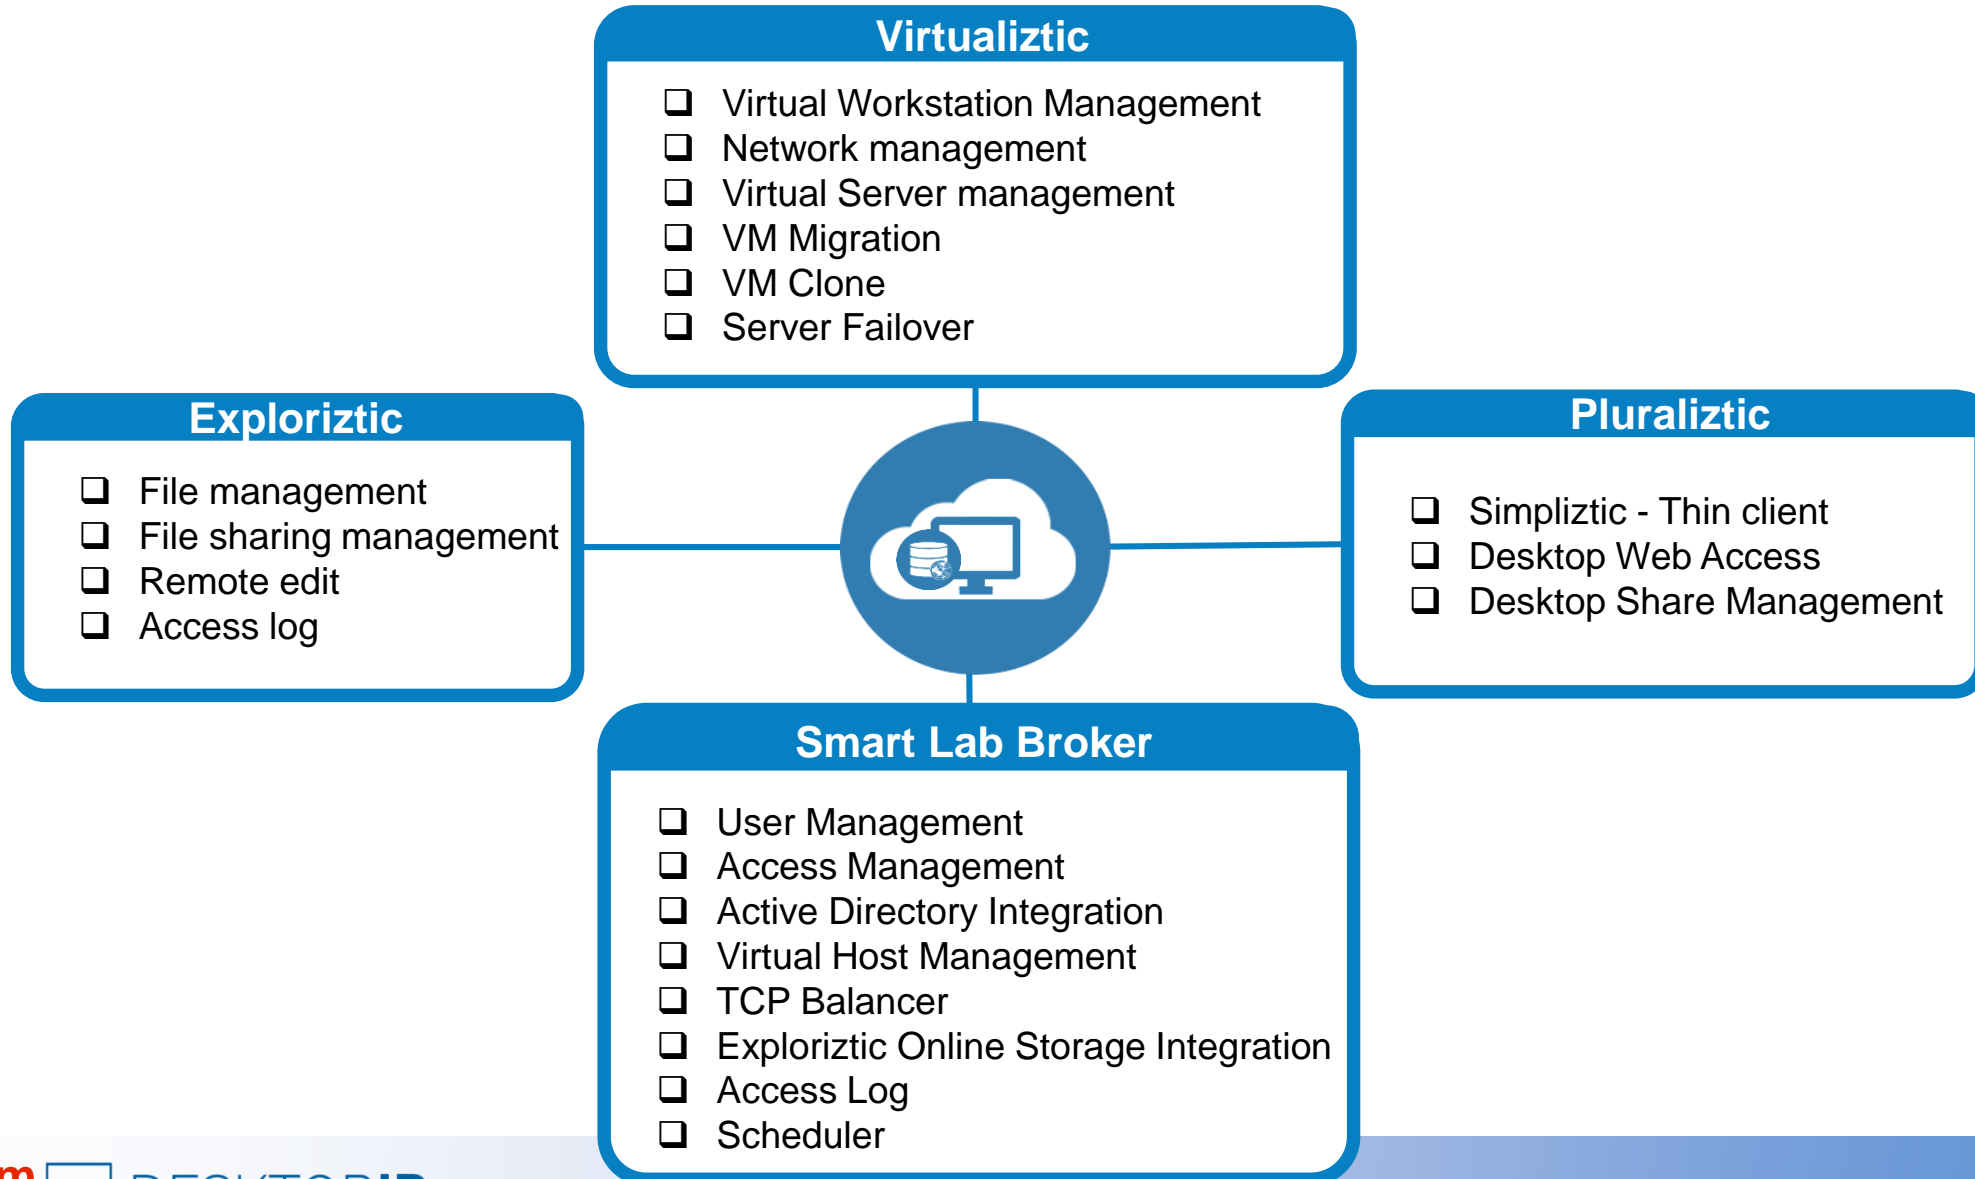 Virtualiztic
Virtual Workstation Management
Network management
Virtual Server management
VM Migration
VM Clone
Server Failover
Exploriztic
File management
File sharing management
Remote edit
Access log
Pluraliztic
Simpliztic - Thin client
Desktop Web Access
Desktop Share Management
Smart Lab Broker
User Management
Access Management
Active Directory Integration
Virtual Host Management
TCP Balancer
Exploriztic Online Storage Integration
Access Log
Scheduler
DESKTOPIP